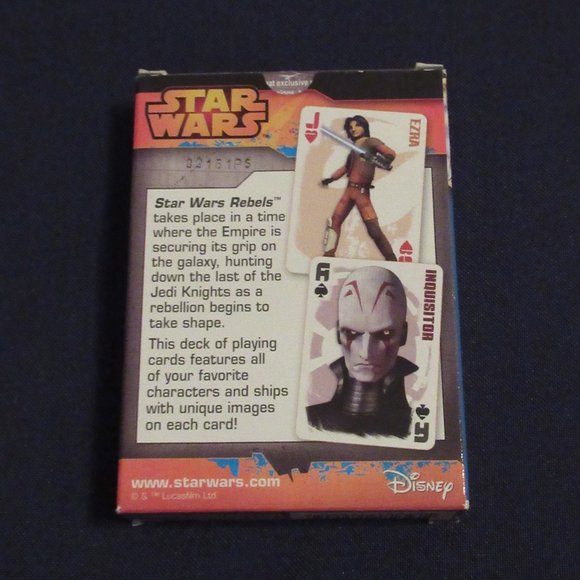 STAR
WARS
32161PS
J
EZRA
Star Wars Rebels™
takes place in a time
where the Empire is
securing its grip on
the galaxy, hunting
down the last of the
Jedi Knights as a
rebellion begins to
take shape.
This deck of playing
cards features all
of your favorite
characters and ships
with unique images
on each card!
INQUISITOR
www.starwars.com
© & ™ Lucasfilm Ltd.
Disney